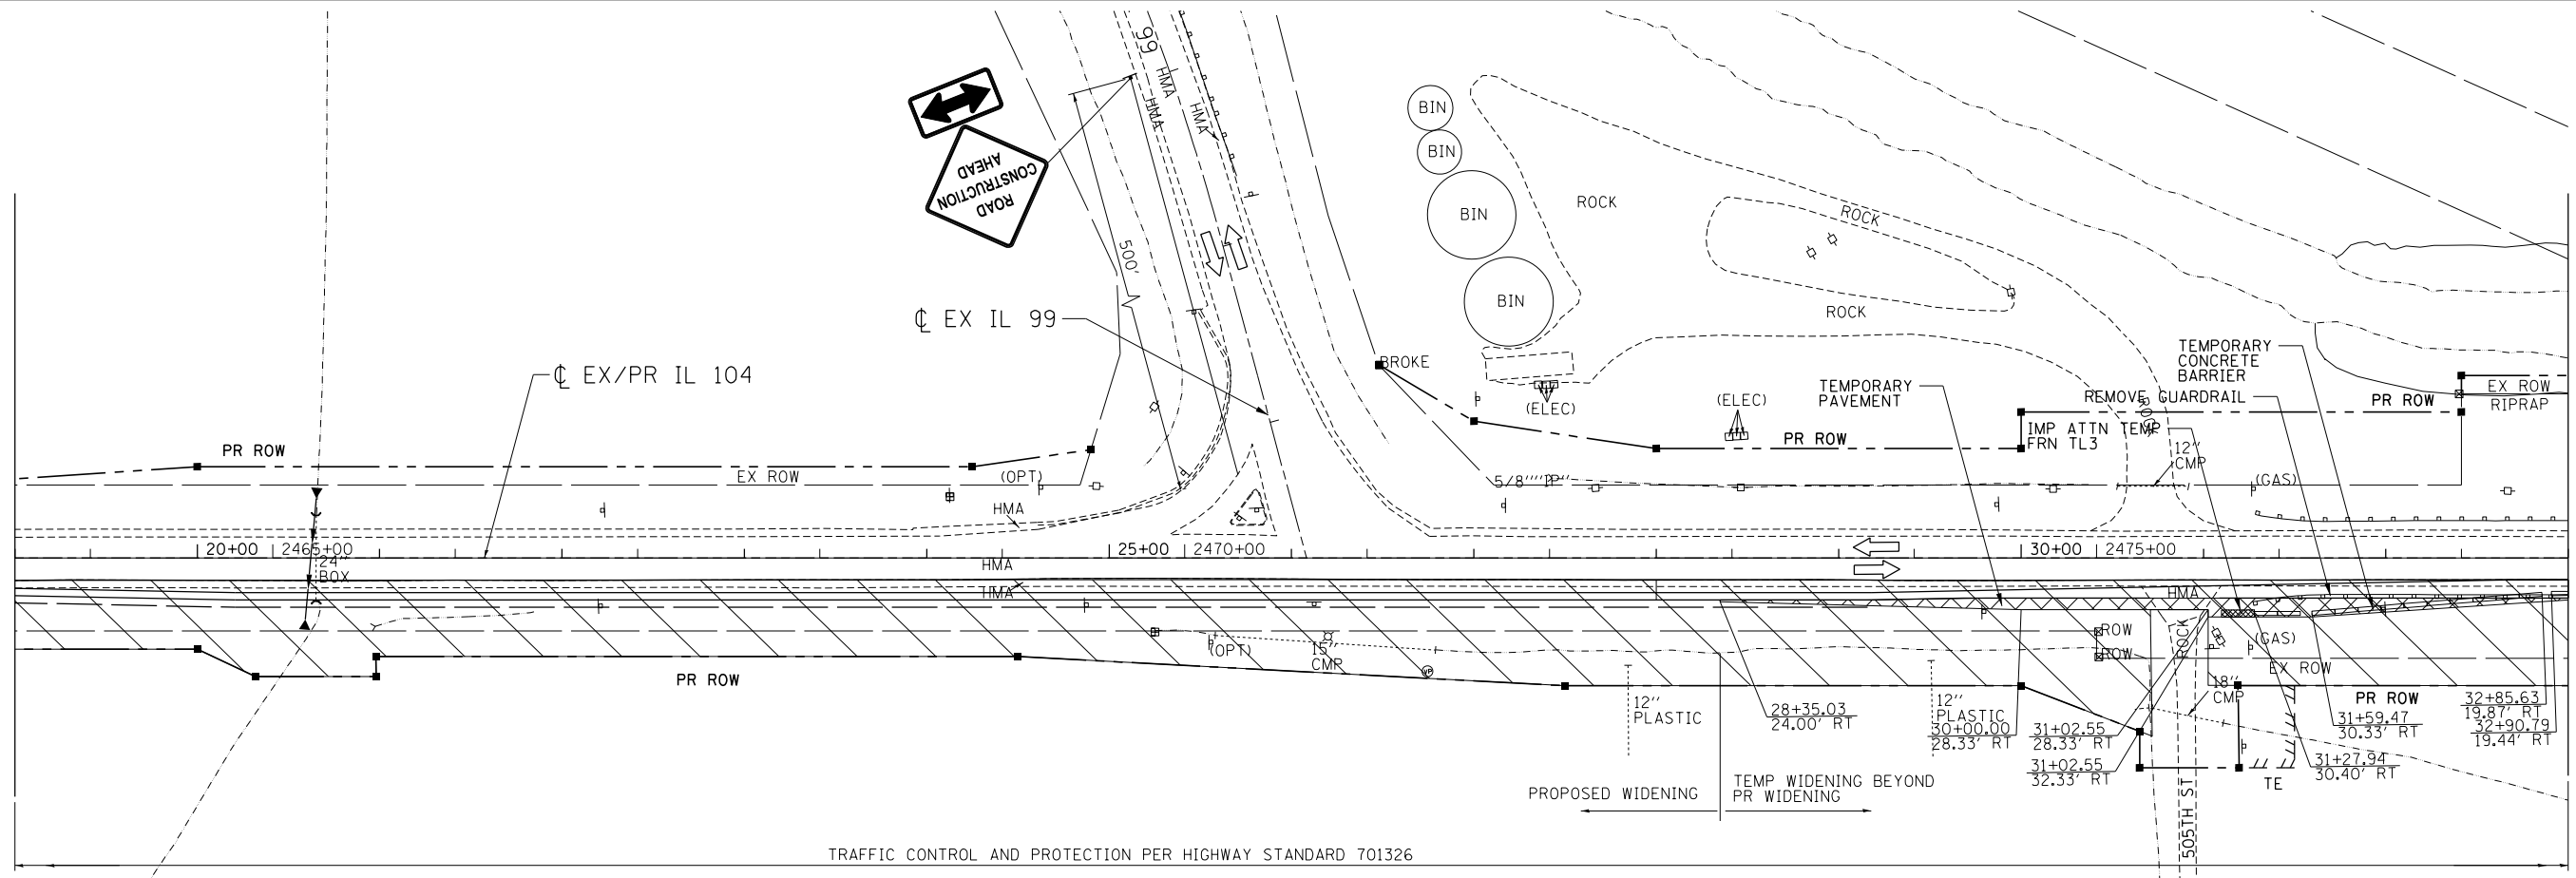 99
HMA
HMA
HMA
ROAD
CONSTRUCTION
AHEAD
500'
BIN
BIN
BIN
BIN
ROCK
ROCK
ROCK
℄ EX IL 99
℄ EX/PR IL 104
BROKE
(ELEC)
(ELEC)
TEMPORARY
PAVEMENT
TEMPORARY
CONCRETE
BARRIER
REMOVE GUARDRAIL
EX ROW
RIPRAP
PR ROW
ROCK
IMP ATTN TEMP
FRN TL3
12''
CMP
PR ROW
PR ROW
EX ROW
(OPT)
5/8''
(GAS)
HMA
20+00
2465+00
25+00
2470+00
30+00
2475+00
24''
BOX
HMA
HMA
HMA
(OPT)
15''
CMP
ROW
ROW
ROCK
(GAS)
EX ROW
PR ROW
18''
CMP
PR ROW
12''
PLASTIC
28+35.03
24.00' RT
12''
PLASTIC
30+00.00
28.33' RT
31+02.55
28.33' RT
31+02.55
32.33' RT
31+59.47
30.33' RT
31+27.94
30.40' RT
32+85.63
19.87' RT
32+90.79
19.44' RT
TE
505TH ST
PROPOSED WIDENING
TEMP WIDENING BEYOND
PR WIDENING
TRAFFIC CONTROL AND PROTECTION PER HIGHWAY STANDARD 701326